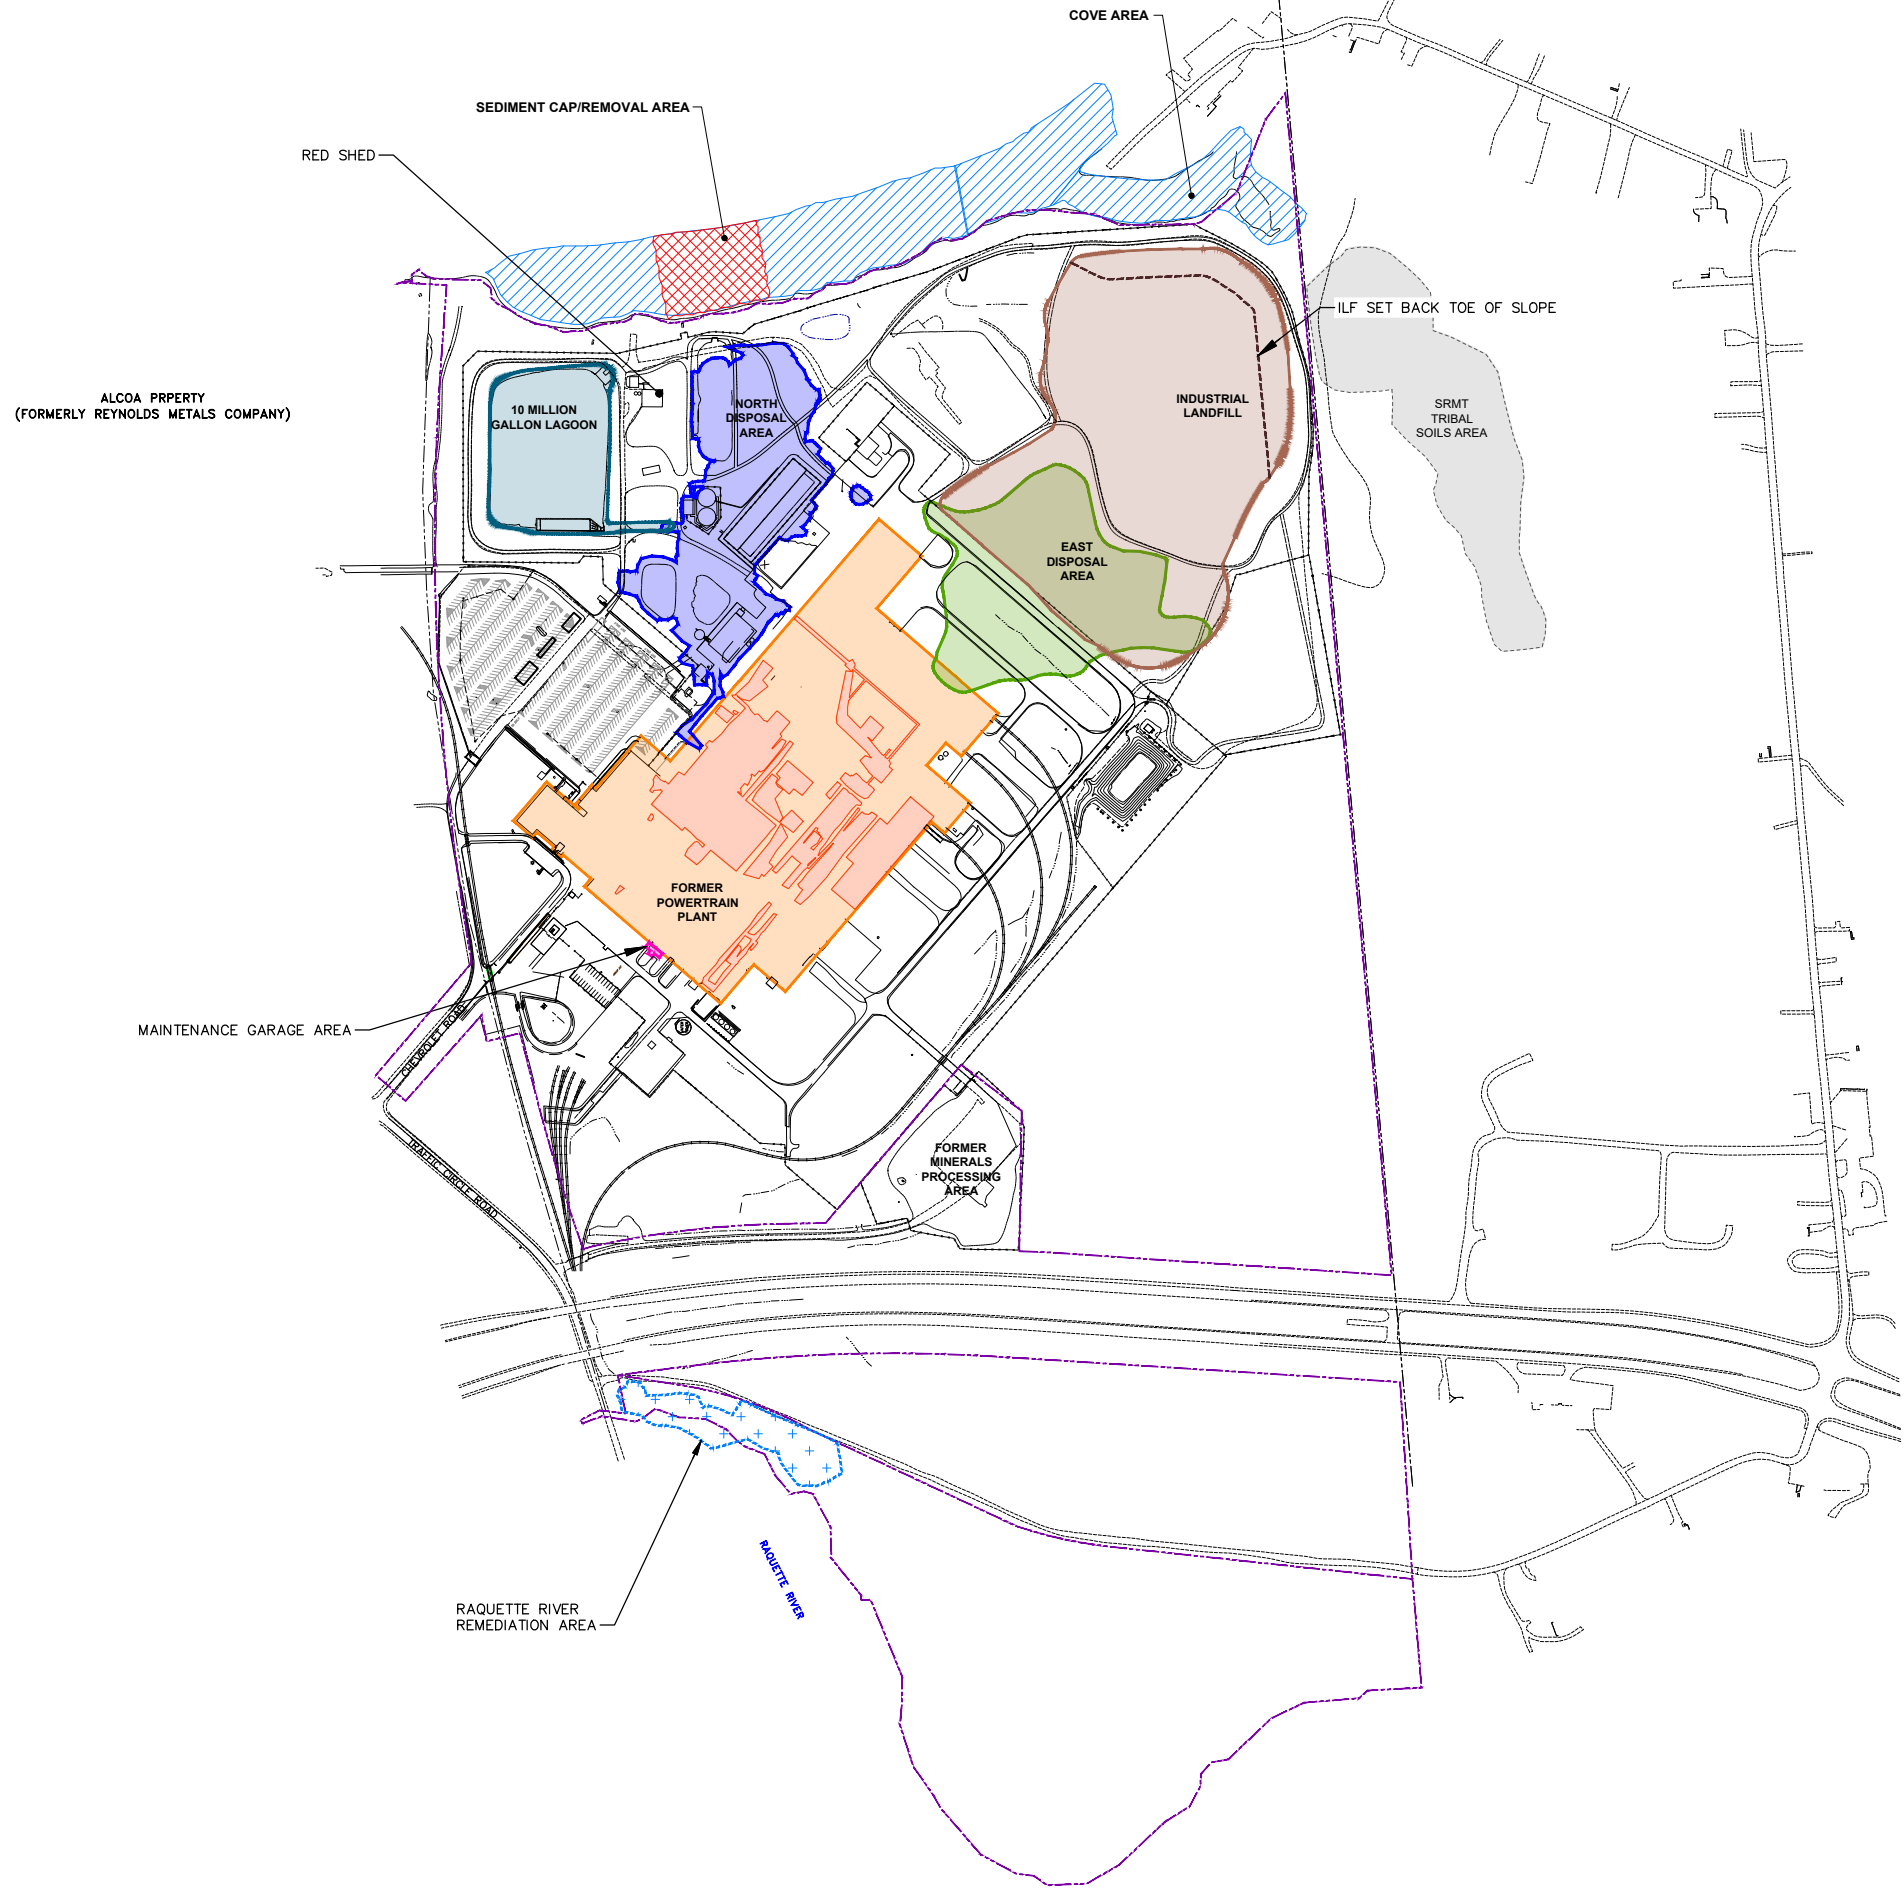 COVE AREA
SEDIMENT CAP/REMOVAL AREA
RED SHED
ILF SET BACK TOE OF SLOPE
ALCOA PRPERTY
(FORMERLY REYNOLDS METALS COMPANY)
10 MILLION
GALLON LAGOON
NORTH
DISPOSAL
AREA
INDUSTRIAL
LANDFILL
SRMT
TRIBAL
SOILS AREA
EAST
DISPOSAL
AREA
FORMER
POWERTRAIN
PLANT
MAINTENANCE GARAGE AREA
CHEVROLET ROAD
TRAFFIC CIRCLE ROAD
FORMER
MINERALS
PROCESSING
AREA
RAQUETTE RIVER
RAQUETTE RIVER
REMEDIATION AREA